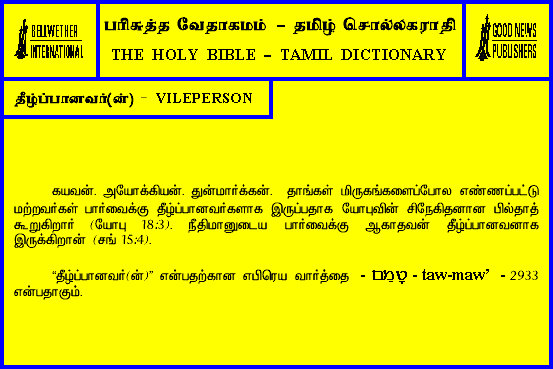 BELLWETHER
INTERNATIONAL
பரிசுத்த வேதாகமம் – தமிழ் சொல்லகராதி
THE HOLY BIBLE – TAMIL DICTIONARY
GOOD NEWS
PUBLISHERS
தீழ்ப்பானவர்(ன்) – VILEPERSON
கயவன். அயோக்கியன். துன்மார்க்கன். தாங்கள் மிருகங்களைப்போல எண்ணப்பட்டு
மற்றவர்கள் பார்வைக்கு தீழ்ப்பானவர்களாக இருப்பதாக யோபுவின் சிநேகிதனான பில்தாத்
கூறுகிறார் (யோபு 18:3). நீதிமானுடைய பார்வைக்கு ஆகாதவன் தீழ்ப்பானவனாக
இருக்கிறான் (சங் 15:4).
“தீழ்ப்பானவர்(ன்)” என்பதற்கான எபிரெய வார்த்தை - טָמַם - taw-maw’ - 2933
என்பதாகும்.